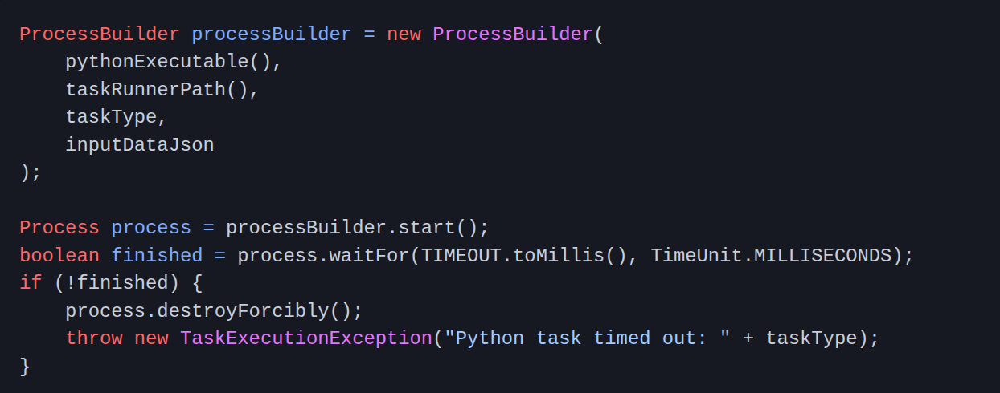 ProcessBuilder processBuilder = new ProcessBuilder(
    pythonExecutable(),
    taskRunnerPath(),
    taskType,
    inputDataJson
);

Process process = processBuilder.start();
boolean finished = process.waitFor(TIMEOUT.toMillis(), TimeUnit.MILLISECONDS);
if (!finished) {
    process.destroyForcibly();
    throw new TaskExecutionException("Python task timed out: " + taskType);
}